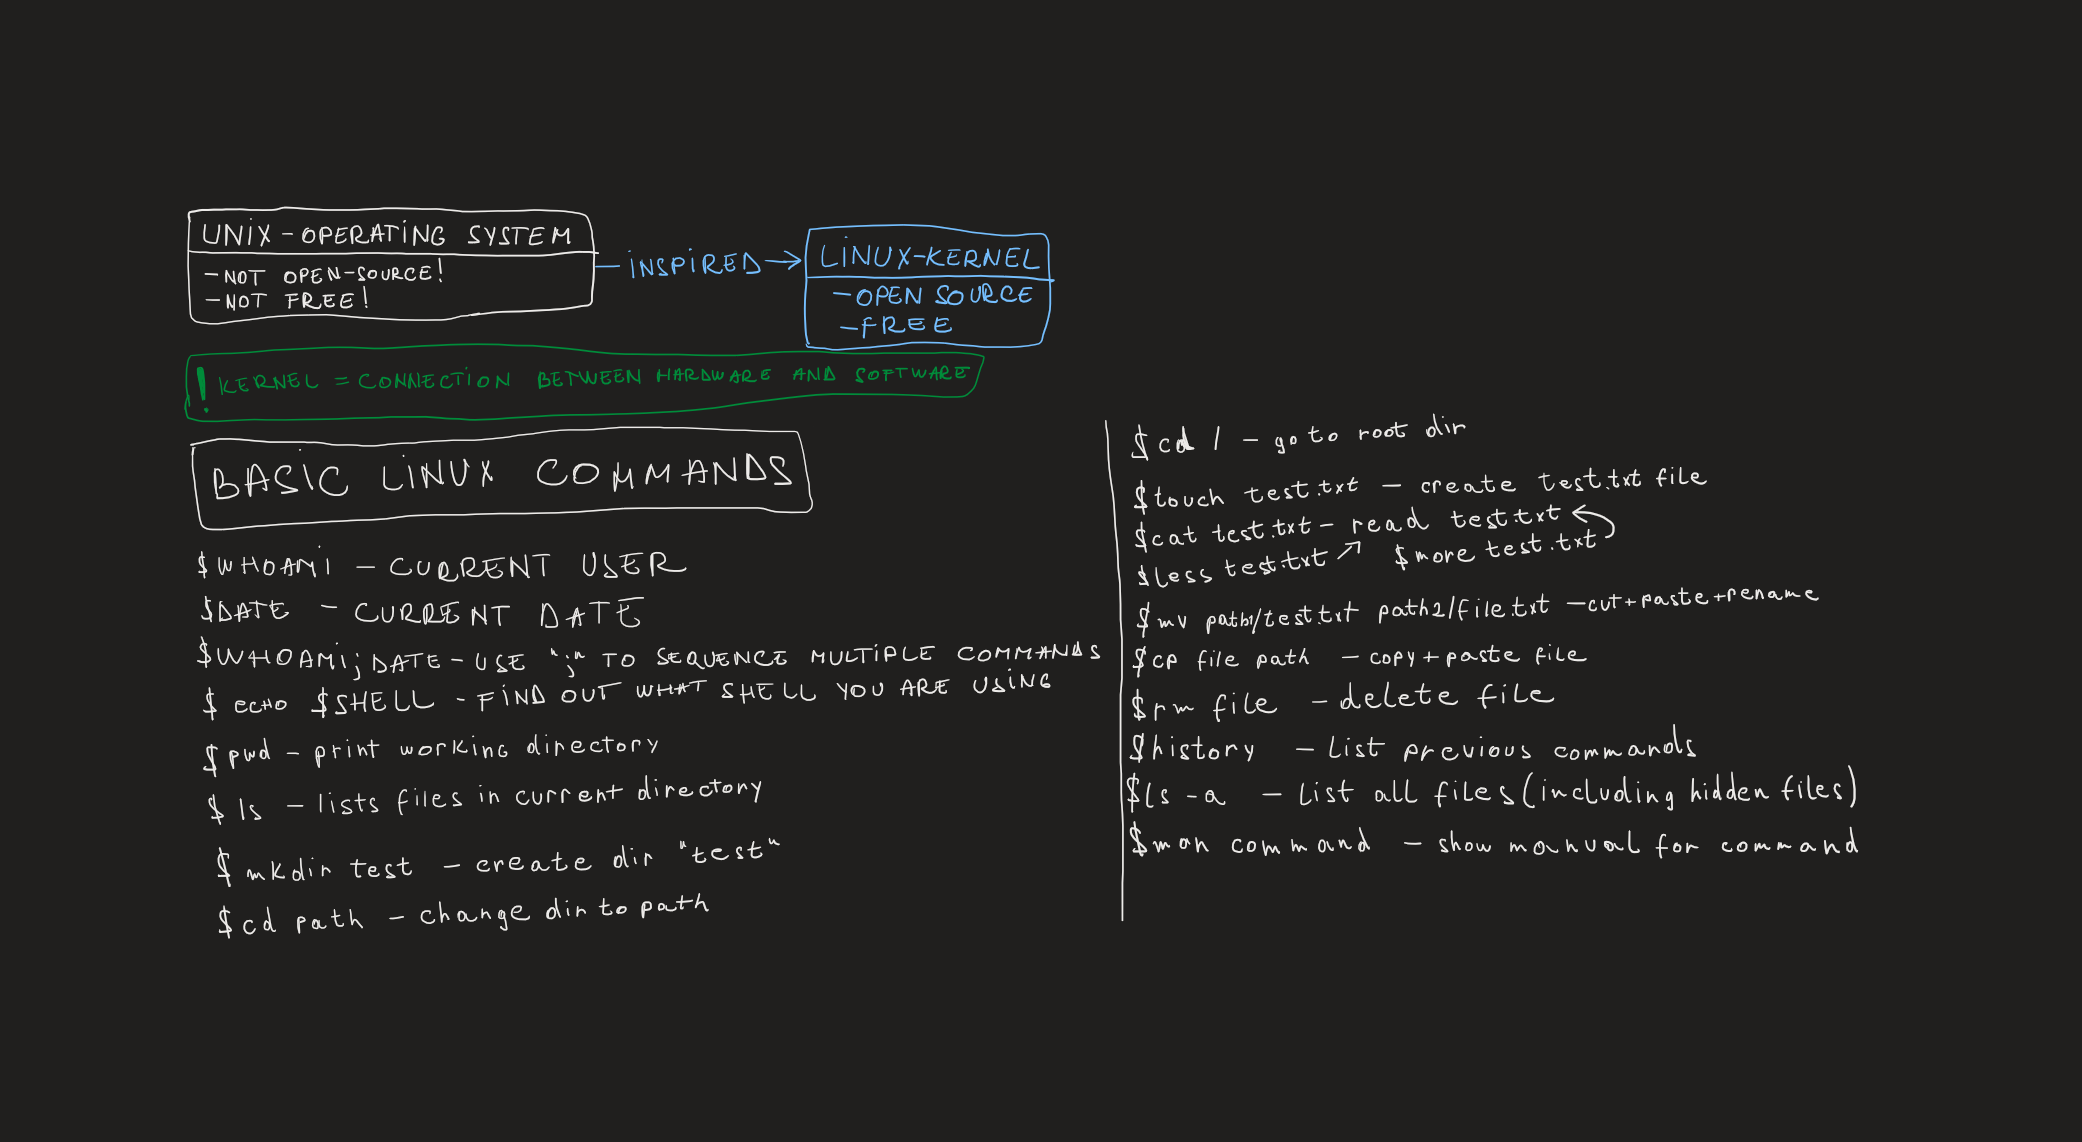 UNIX-OPERATING SYSTEM
-NOT OPEN-SOURCE!
-NOT FREE!
INSPIRED
LINUX-KERNEL
-OPEN SOURCE
-FREE
! KERNEL = CONNECTION BETWEEN HARDWARE AND SOFTWARE
BASIC LINUX COMMANDS
$WHOAMI - CURRENT USER
$DATE - CURRENT DATE
$WHOAMI;DATE-USE ";" TO SEQUENCE MULTIPLE COMMANDS
$ ECHO $SHELL - FIND OUT WHAT SHELL YOU ARE USING
$ pwd - print working directory
$ ls - lists files in current directory
$ mkdir test - create dir "test"
$cd path - change dir to path
$cd / - go to root dir
$touch test.txt - create test.txt file
$cat test.txt - read test.txt
$less test.txt $more test.txt
$mv path1/test.txt path2/file.txt -cut+paste+rename
$cp file path - copy+paste file
$rm file - delete file
$history - List previous commands
$ls -a - List all files(including hidden files)
$man command - show manual for command